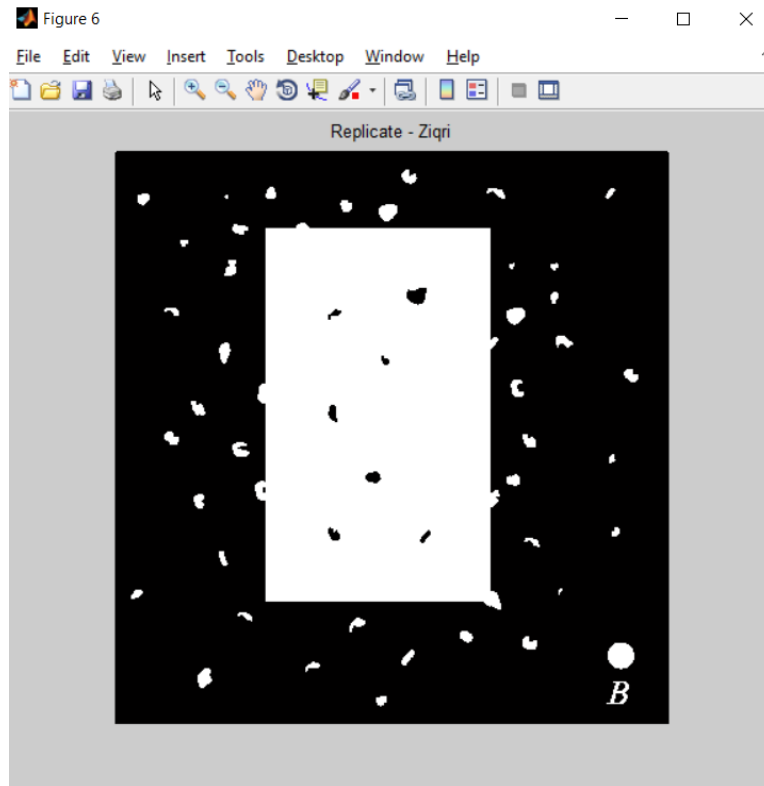 Figure 6
File Edit View Insert Tools Desktop Window Help
Replicate - Ziqri
B